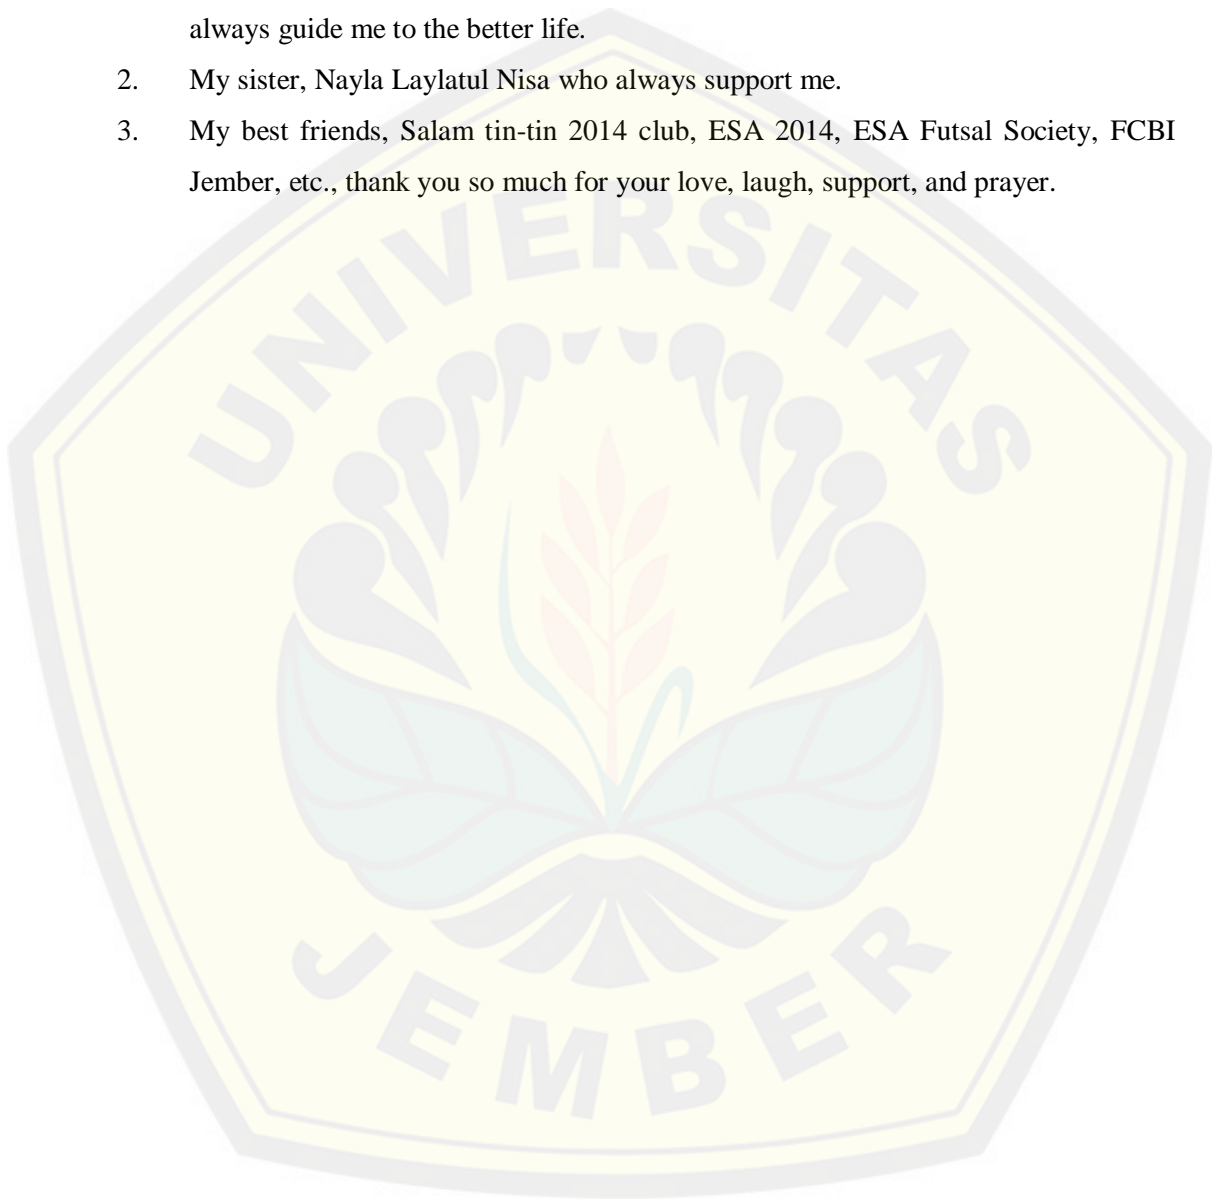 always guide me to the better life.
2. My sister, Nayla Laylatul Nisa who always support me.
3. My best friends, Salam tin-tin 2014 club, ESA 2014, ESA Futsal Society, FCBI
Jember, etc., thank you so much for your love, laugh, support, and prayer.
UNIVERSITAS
JEMBER